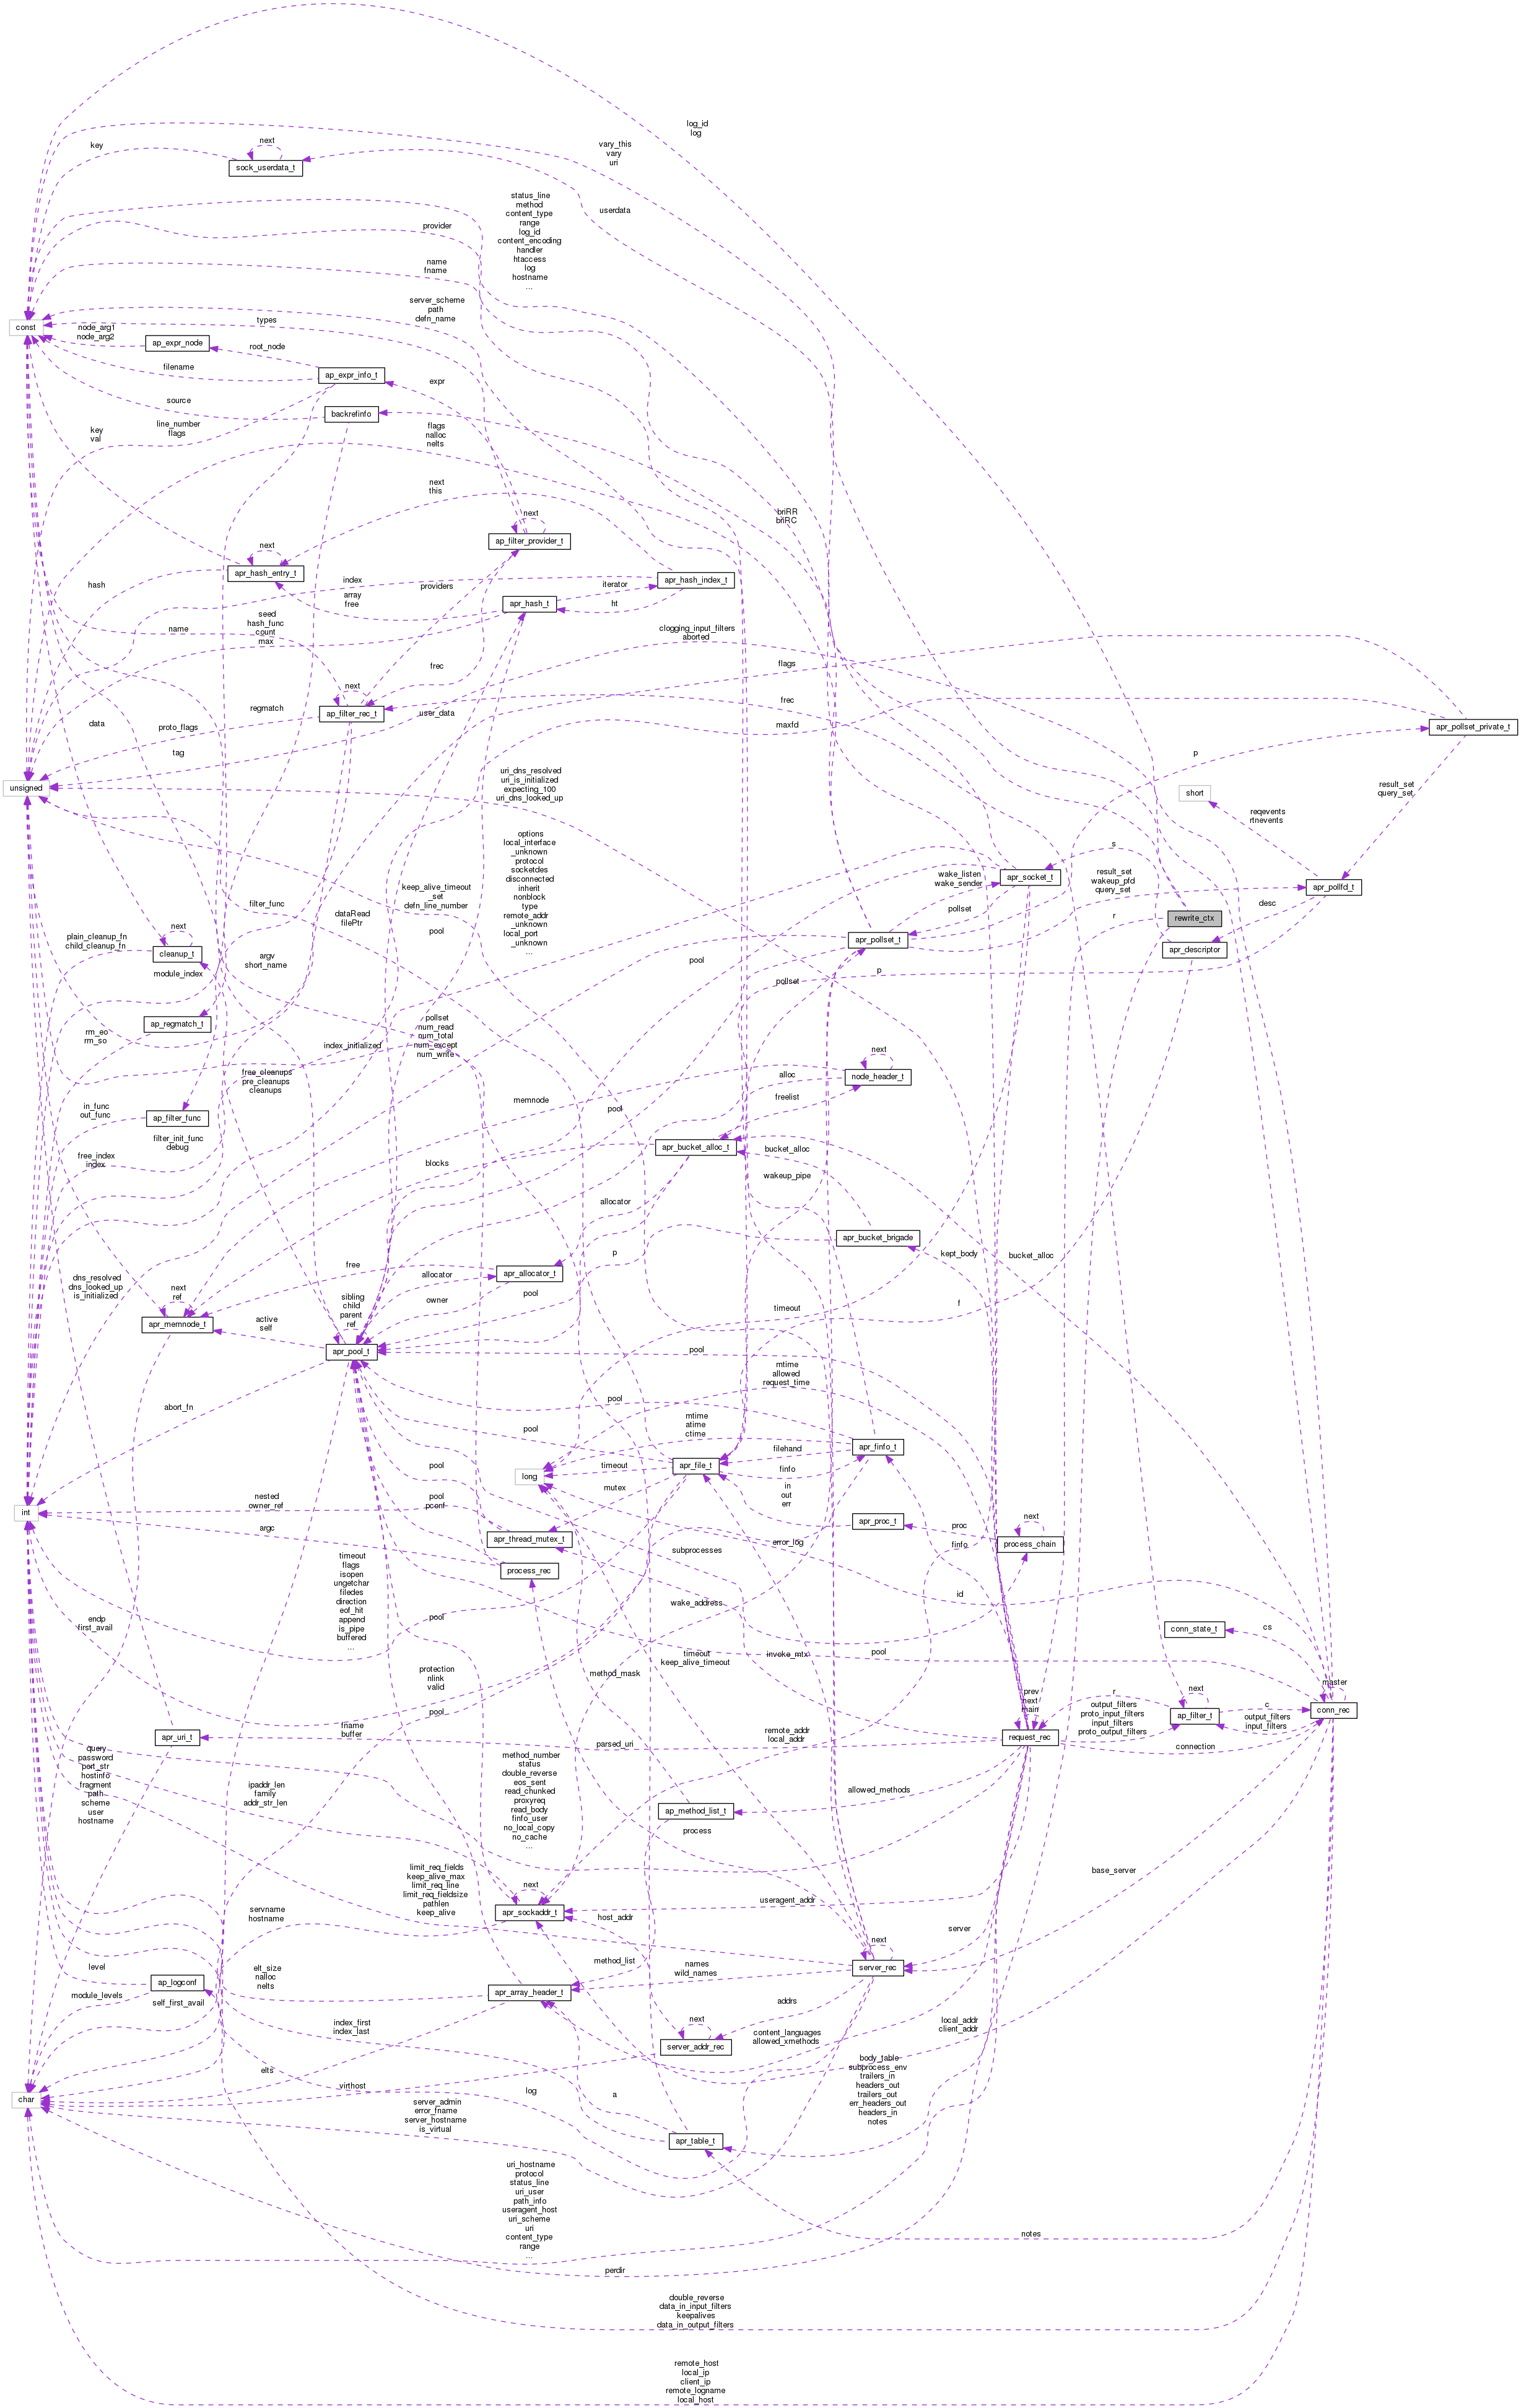 log_id
log
vary_this
vary
uri
key
next
sock_userdata_t
userdata
status_line
method
content_type
range
log_id
content_encoding
handler
htaccess
log
hostname
...
provider
name
fname
server_scheme
path
defn_name
types
const
node_arg1
node_arg2
ap_expr_node
root_node
filename
ap_expr_info_t
expr
source
backrefinfo
line_number
flags
flags
nalloc
nelts
key
val
next
this
briRR
briRC
next
ap_filter_provider_t
next
apr_hash_entry_t
hash
index
array
free
providers
apr_hash_index_t
iterator
ht
apr_hash_t
name
seed
hash_func
count
max
clogging_input_filters
aborted
frec
flags
next
user_data
regmatch
ap_filter_rec_t
frec
maxfd
data
proto_flags
tag
apr_pollset_private_t
p
unsigned
uri_dns_resolved
uri_is_initialized
expecting_100
uri_dns_looked_up
short
result_set
query_set
reqevents
rtnevents
options
local_interface
_unknown
protocol
socketdes
disconnected
inherit
nonblock
type
remote_addr
_unknown
local_port
_unknown
...
s
apr_socket_t
wake_listen
wake_sender
result_set
wakeup_pfd
query_set
apr_pollfd_t
keep_alive_timeout
_set
defn_line_number
filter_func
dataRead
filePtr
pollset
desc
r
rewrite_ctx
pool
apr_pollset_t
apr_descriptor
plain_cleanup_fn
child_cleanup_fn
next
cleanup_t
argv
short_name
module_index
pool
p
pollset
ap_regmatch_t
rm_eo
rm_so
pollset
num_read
num_total
num_except
num_write
index_initialized
next
node_header_t
alloc
free_cleanups
pre_cleanups
cleanups
memnode
freelist
in_func
out_func
ap_filter_func
pool
filter_init_func
debug
apr_bucket_alloc_t
bucket_alloc
free_index
index
blocks
wakeup_pipe
allocator
apr_bucket_brigade
kept_body
bucket_alloc
p
free
apr_allocator_t
allocator
dns_resolved
dns_looked_up
is_initialized
next
ref
sibling
child
parent
ref
owner
pool
f
timeout
apr_memnode_t
active
self
apr_pool_t
pool
mtime
allowed
request_time
abort_fn
pool
mtime
atime
ctime
pool
filehand
apr_finfo_t
pool
long
timeout
apr_file_t
finfo
mutex
in
out
err
nested
owner_ref
pool
pconf
int
argc
apr_thread_mutex_t
apr_proc_t
proc
next
process_chain
error_log
finfo
subprocesses
process_rec
timeout
flags
isopen
ungetchar
filedes
direction
eof_hit
append
is_pipe
buffered
...
id
endp
first_avail
pool
wake_address
conn_state_t
cs
invoke_mtx
timeout
keep_alive_timeout
pool
protection
nlink
valid
method_mask
master
prev
next
main
r
next
ap_filter_t
c
conn_rec
output_filters
proto_input_filters
input_filters
proto_output_filters
output_filters
input_filters
pool
fname
buffer
apr_uri_t
parsed_uri
remote_addr
local_addr
request_rec
connection
query
password
port_str
hostinfo
fragment
path
scheme
user
hostname
method_number
status
double_reverse
eos_sent
read_chunked
proxyreq
read_body
finfo_user
no_local_copy
no_cache
...
ipaddr_len
family
addr_str_len
allowed_methods
ap_method_list_t
process
base_server
limit_req_fields
keep_alive_max
limit_req_line
limit_req_fieldsize
pathlen
keep_alive
next
apr_sockaddr_t
useragent_addr
servname
hostname
host_addr
server
next
server_rec
method_list
names
wild_names
level
ap_logconf
elt_size
nalloc
nelts
apr_array_header_t
module_levels
self_first_avail
addrs
index_first
index_last
next
server_addr_rec
content_languages
allowed_xmethods
local_addr
client_addr
elts
virthost
char
log
a
body_table
subprocess_env
trailers_in
headers_out
trailers_out
err_headers_out
headers_in
notes
server_admin
error_fname
server_hostname
is_virtual
apr_table_t
uri_hostname
protocol
status_line
uri_user
path_info
useragent_host
uri_scheme
uri
content_type
range
...
notes
perdir
double_reverse
data_in_input_filters
keepalives
data_in_output_filters
remote_host
local_ip
client_ip
remote_logname
local_host